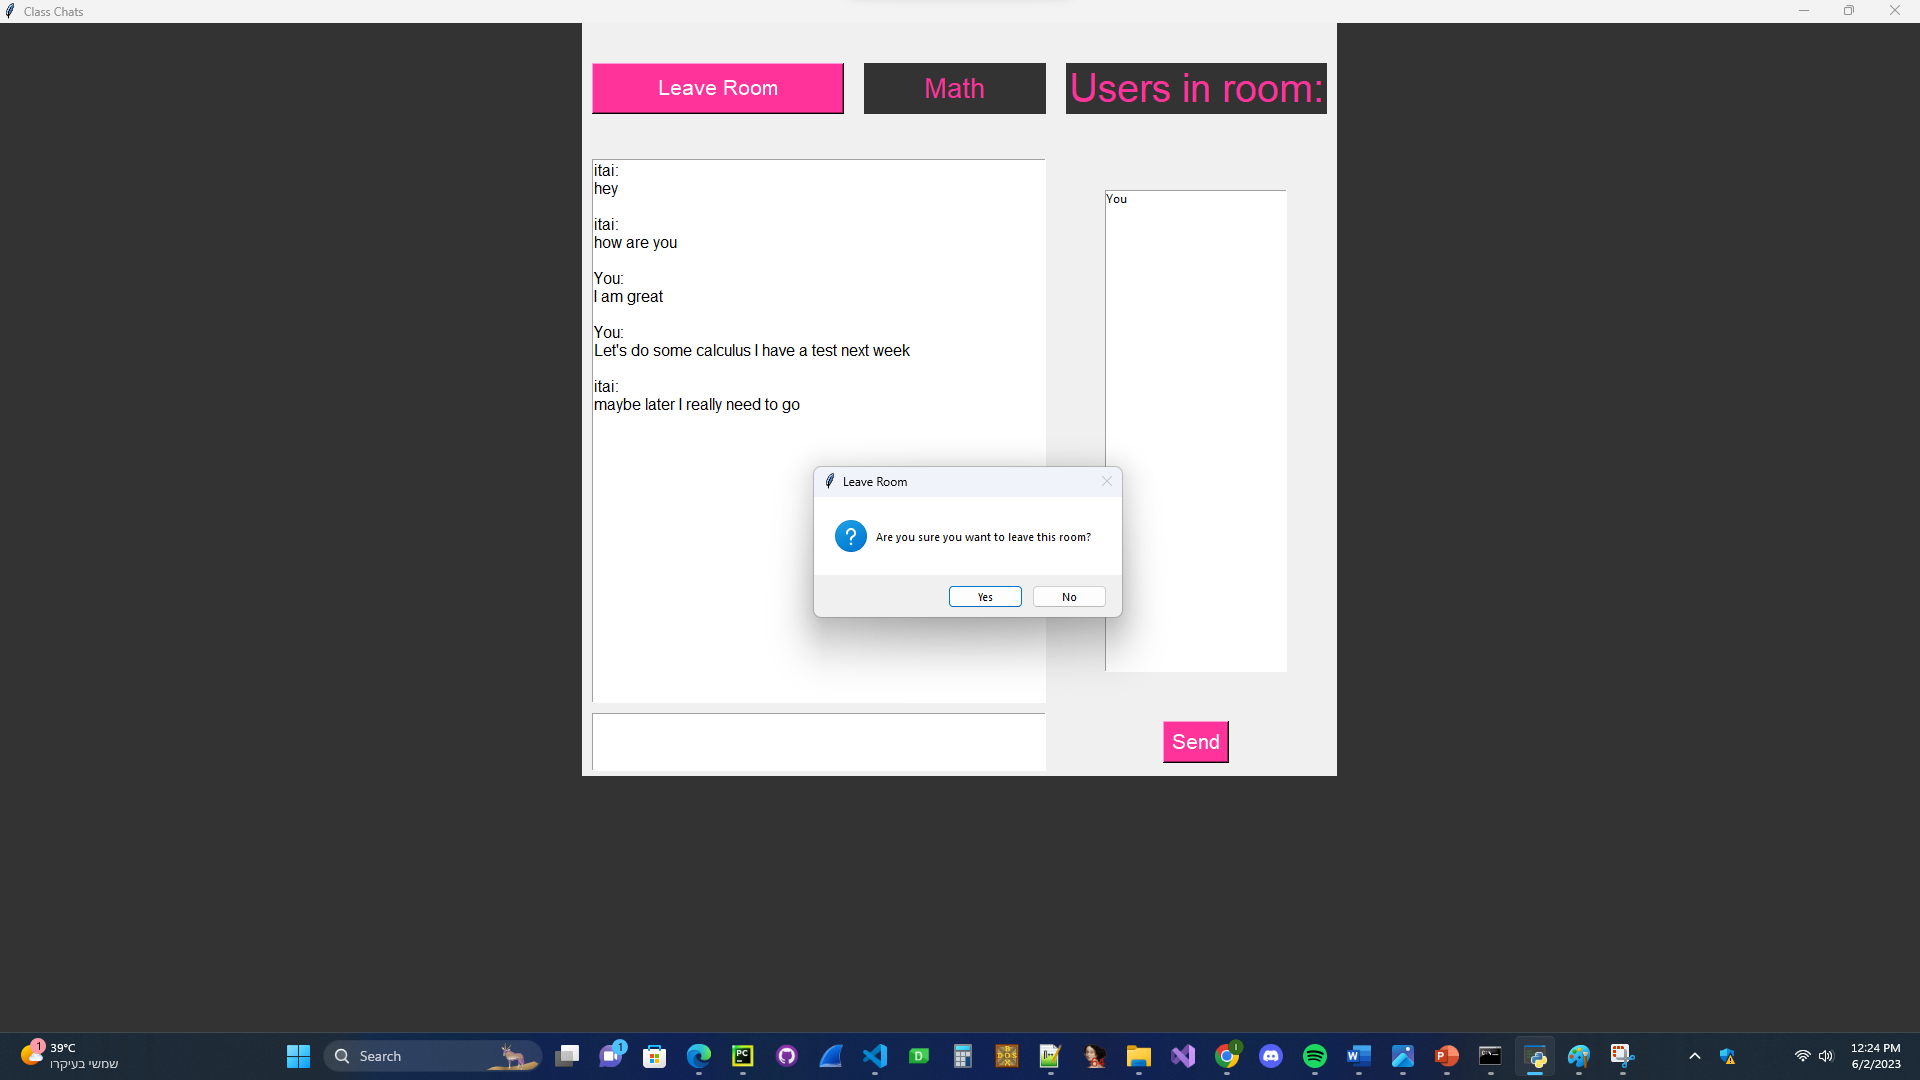 Class Chats
Leave Room
Math
Users in room:
itai:
hey
itai:
how are you
You:
I am great
You:
Let's do some calculus I have a test next week
itai:
maybe later I really need to go
You
Leave Room
Are you sure you want to leave this room?
Yes
No
Send
1
39°C
שמשי בעיקרו
Search
1
PC
D
DOS
W
P
I
12:24 PM
6/2/2023